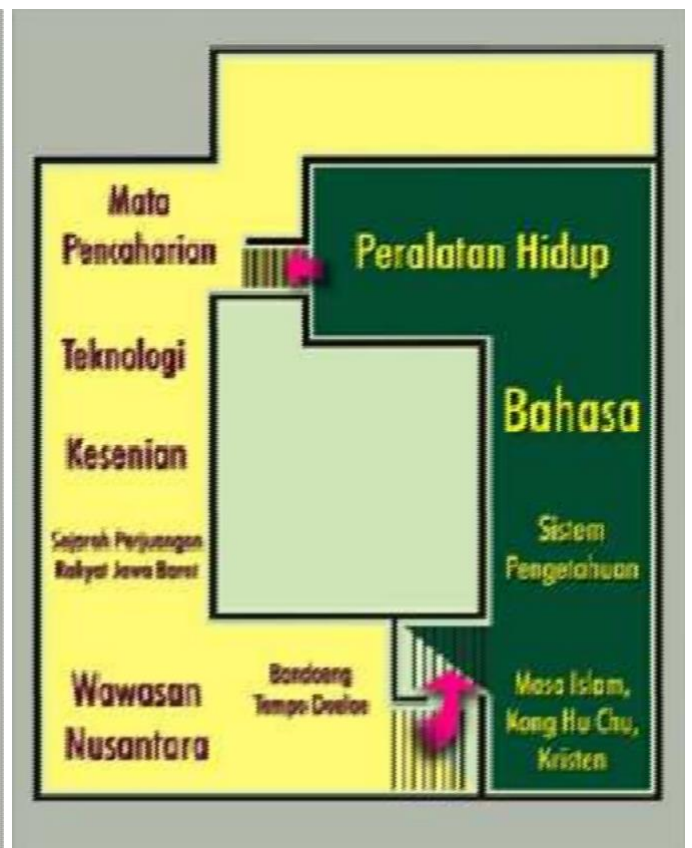 Mata
Pencaharian
Peralatan Hidup
Teknologi
Bahasa
Kesenian
Sejarah Perjuangan
Rakyat Jawa Barat
Sistem
Pengetahuan
Wawasan
Nusantara
Bandoeng
Tempo Doeloe
Masa Islam,
Kong Hu Chu,
Kristen